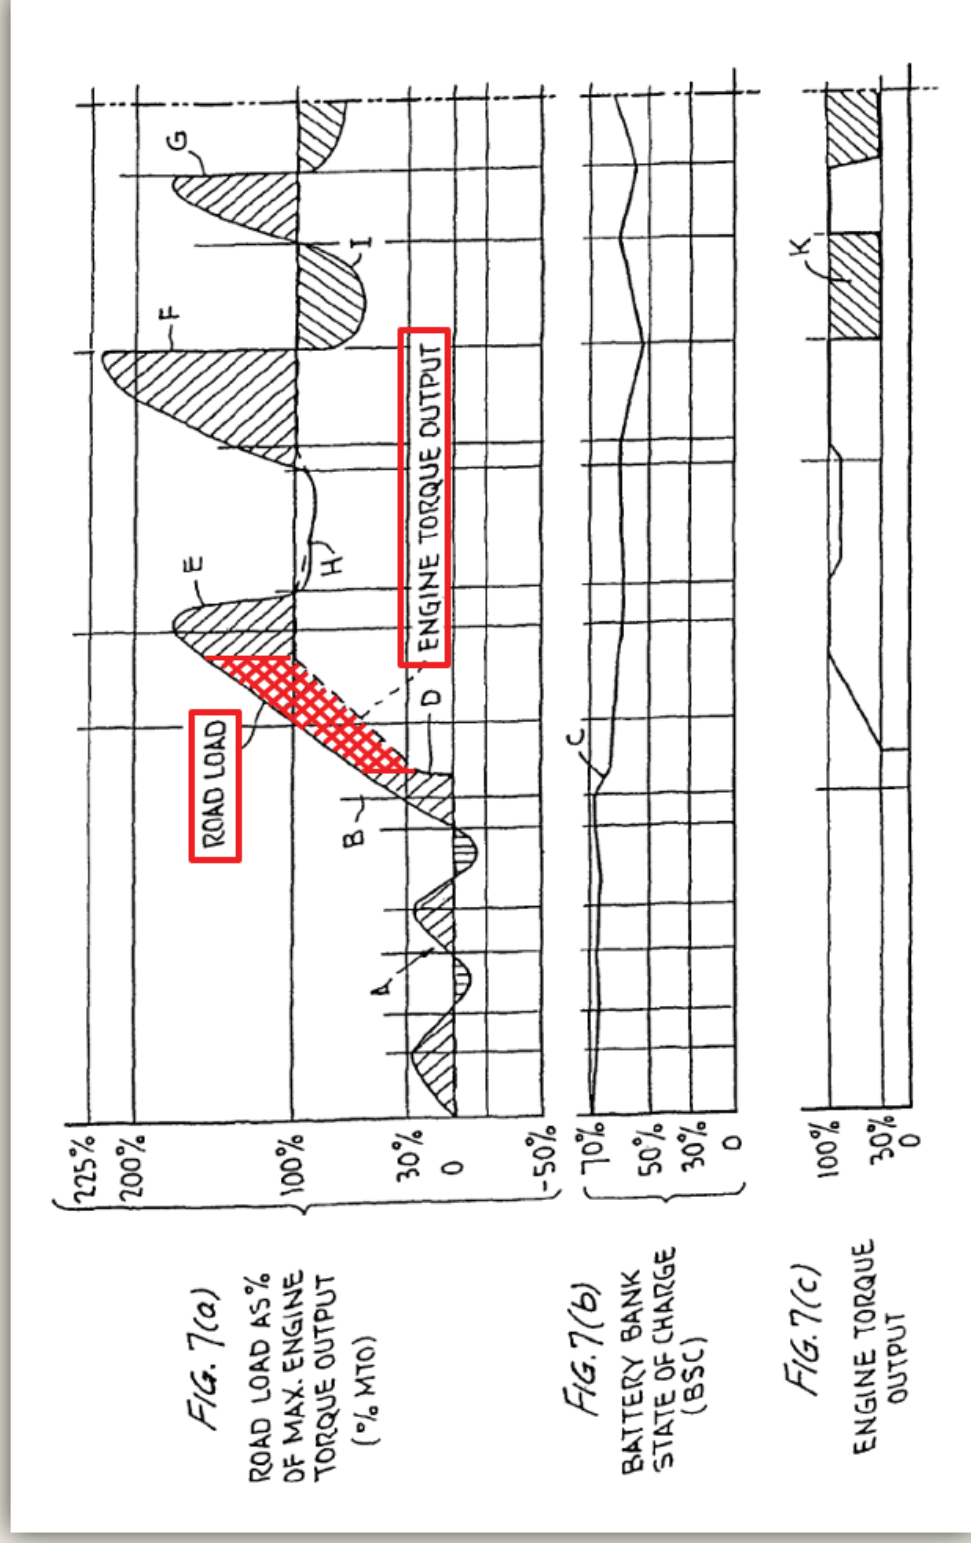 FIG. 7(a)
ROAD LOAD AS %
OF MAX. ENGINE
TORQUE OUTPUT
(% MTO)
225%
200%
100%
30%
0
-50%
A
B
ROAD LOAD
D
ENGINE TORQUE OUTPUT
E
H
F
I
G
FIG. 7(b)
BATTERY BANK
STATE OF CHARGE
(BSC)
70%
50%
30%
0
C
FIG. 7(c)
ENGINE TORQUE
OUTPUT
100%
30%
0
K